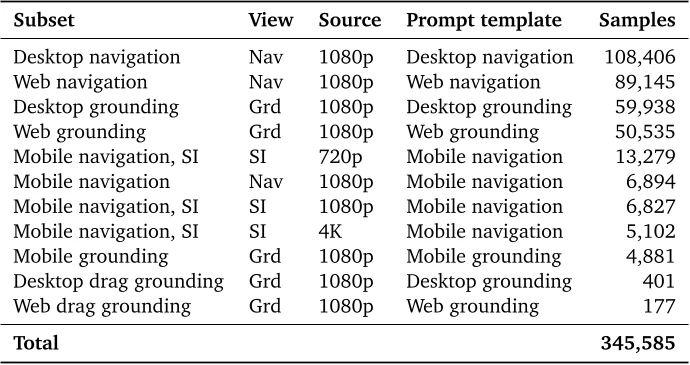 Subset View Source Prompt template Samples
Desktop navigation Nav 1080p Desktop navigation 108,406
Web navigation Nav 1080p Web navigation 89,145
Desktop grounding Grd 1080p Desktop grounding 59,938
Web grounding Grd 1080p Web grounding 50,535
Mobile navigation, SI SI 720p Mobile navigation 13,279
Mobile navigation Nav 1080p Mobile navigation 6,894
Mobile navigation, SI SI 1080p Mobile navigation 6,827
Mobile navigation, SI SI 4K Mobile navigation 5,102
Mobile grounding Grd 1080p Mobile grounding 4,881
Desktop drag grounding Grd 1080p Desktop grounding 401
Web drag grounding Grd 1080p Web grounding 177
Total 345,585